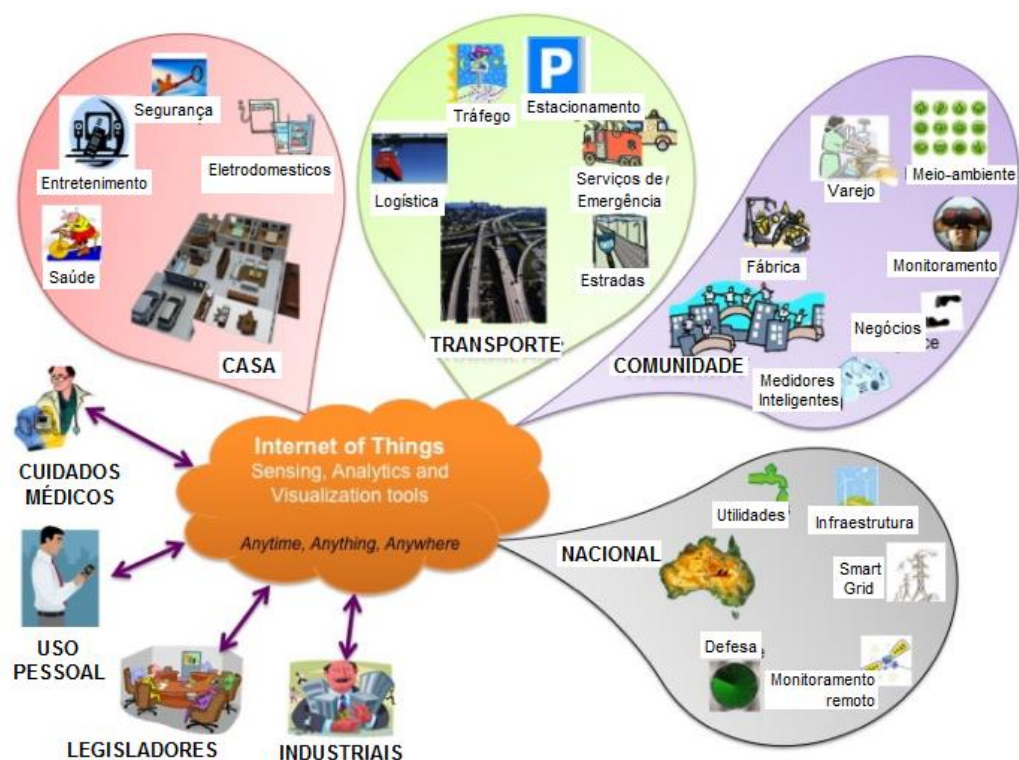 Segurança
Entretenimento
Eletrodomesticos
Saúde
CASA
P
Tráfego
Estacionamento
Logística
Serviços de
Emergência
Estradas
TRANSPORTE
Varejo
Meio-ambiente
Fábrica
Monitoramento
Negócios
COMUNIDADE
Medidores
Inteligentes
CUIDADOS
MÉDICOS
Internet of Things
Sensing, Analytics and
Visualization tools
Anytime, Anything, Anywhere
USO
PESSOAL
LEGISLADORES
INDUSTRIAIS
NACIONAL
Utilidades
Infraestrutura
Smart
Grid
Defesa
Monitoramento
remoto